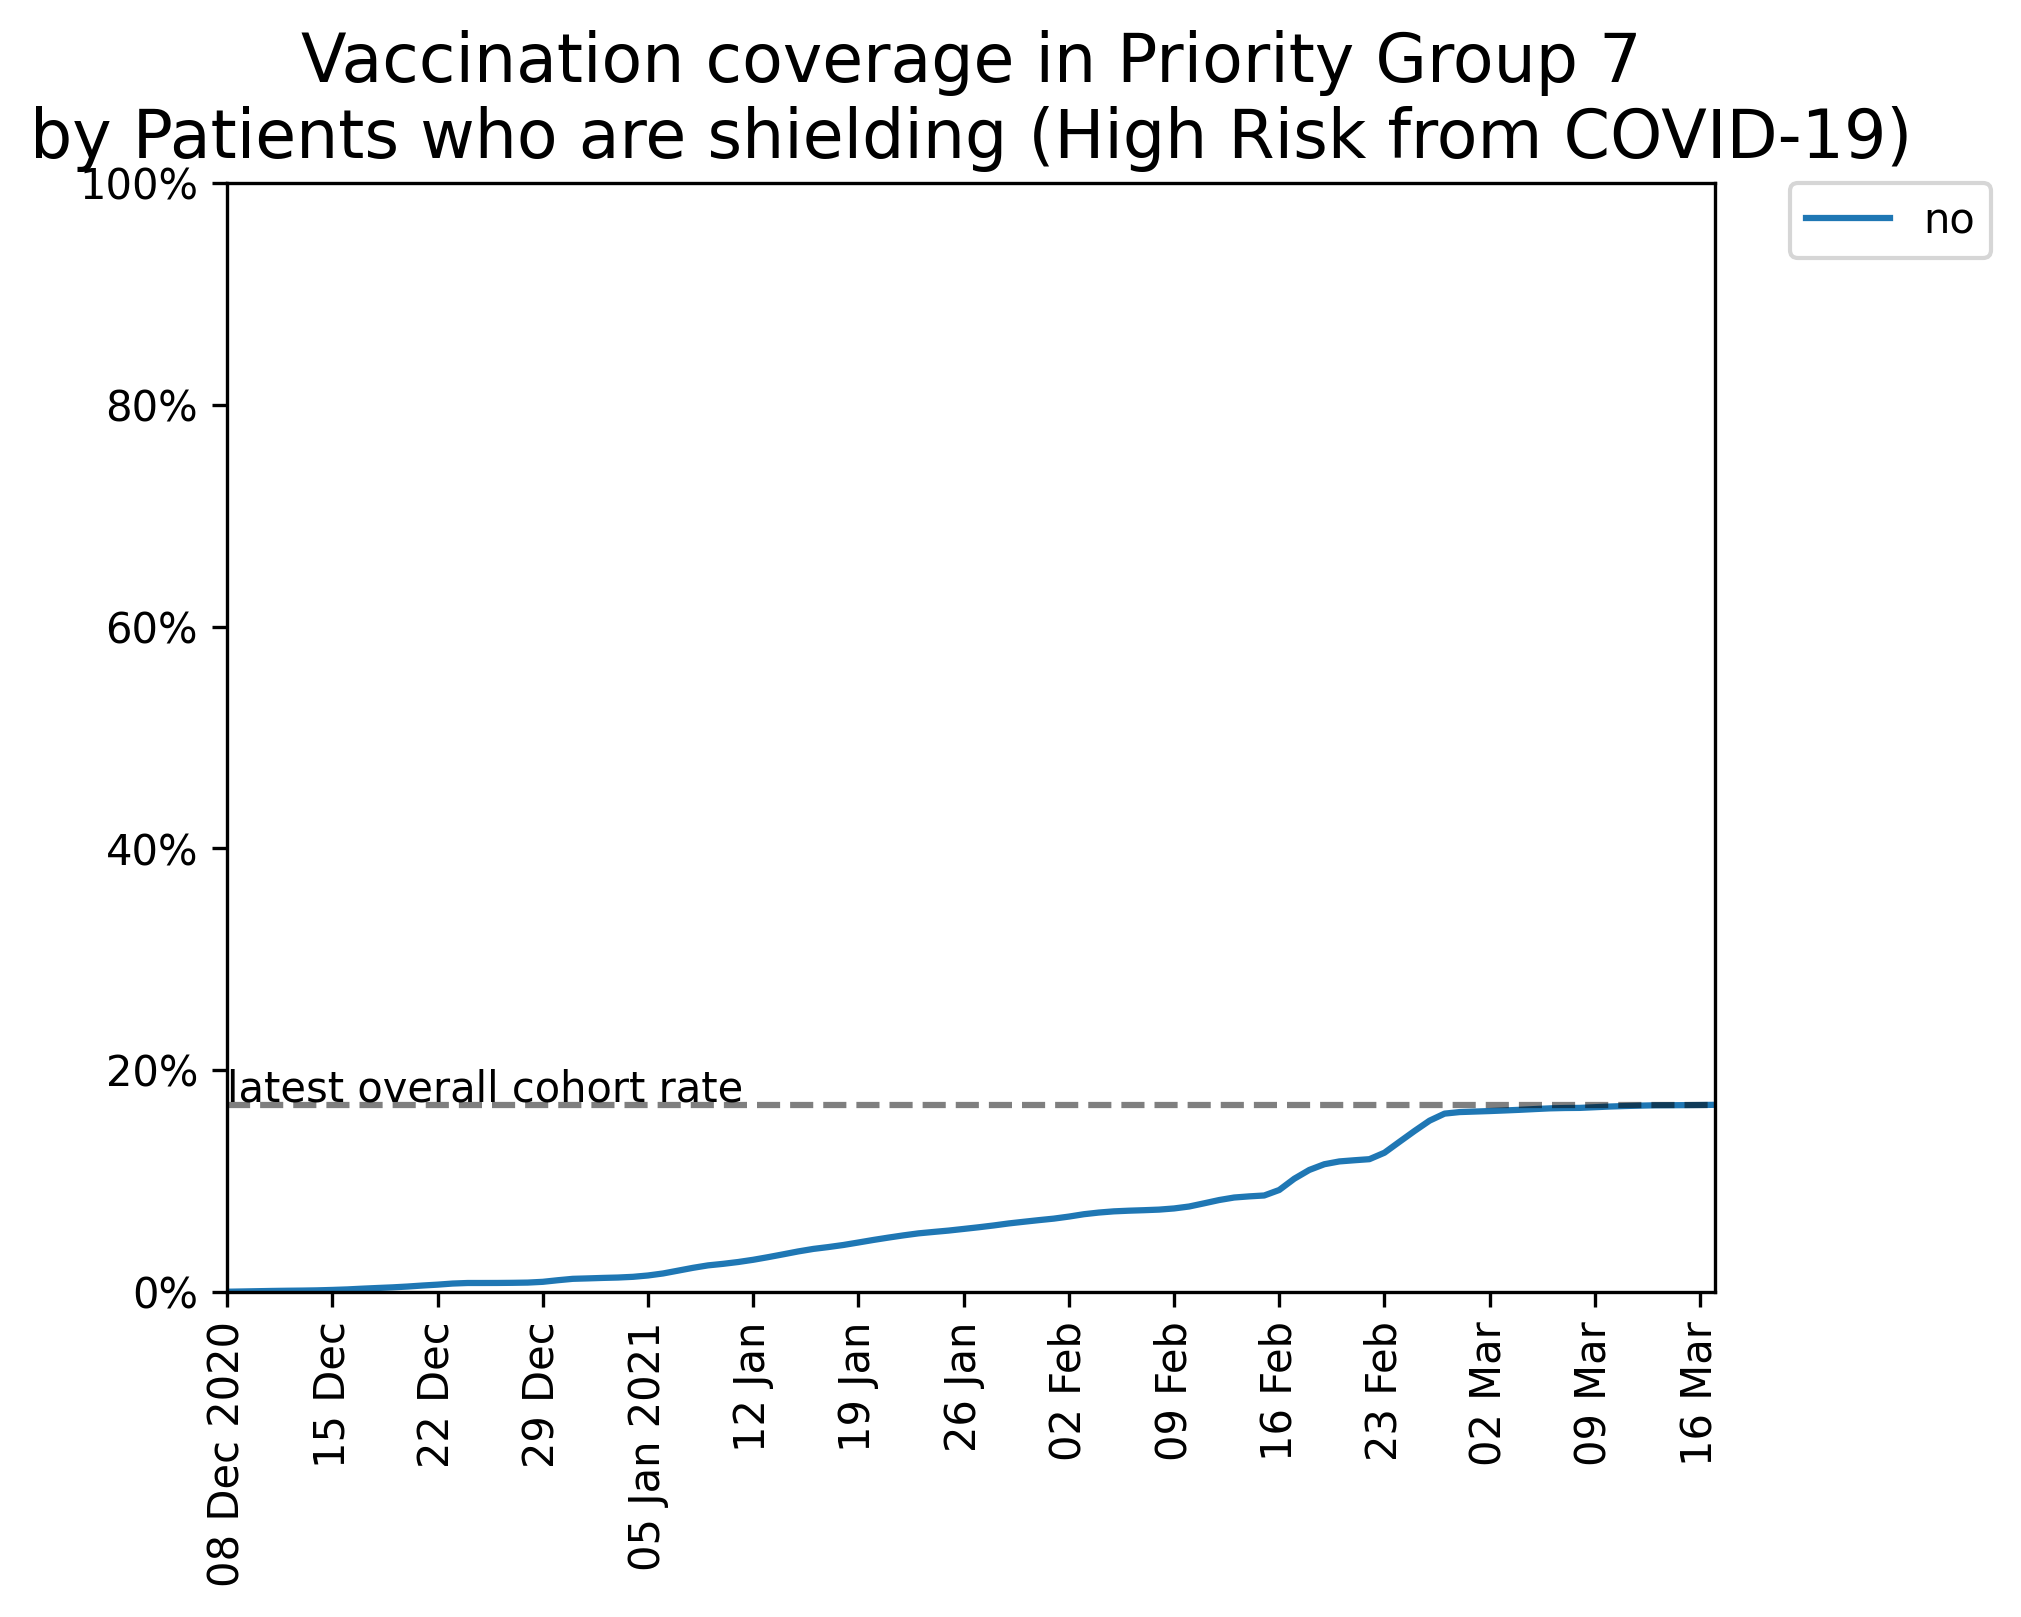 Vaccination coverage in Priority Group 7
by Patients who are shielding (High Risk from COVID-19)
100%
80%
60%
40%
20%
0%
latest overall cohort rate
no
08 Dec 2020
15 Dec
22 Dec
29 Dec
05 Jan 2021
12 Jan
19 Jan
26 Jan
02 Feb
09 Feb
16 Feb
23 Feb
02 Mar
09 Mar
16 Mar